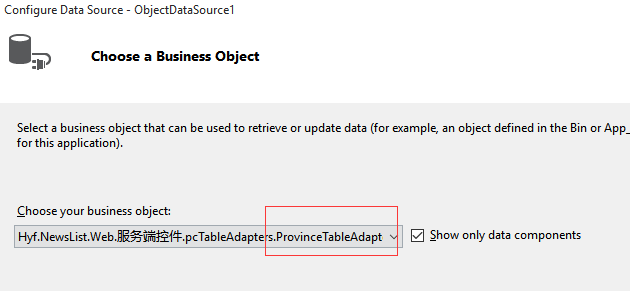 Configure Data Source - ObjectDataSource1
Choose a Business Object
Select a business object that can be used to retrieve or update data (for example, an object defined in the Bin or App_
for this application).
Choose your business object:
Hyf.NewsList.Web.服务端控件.pcTableAdapters.ProvinceTableAdapt
Show only data components